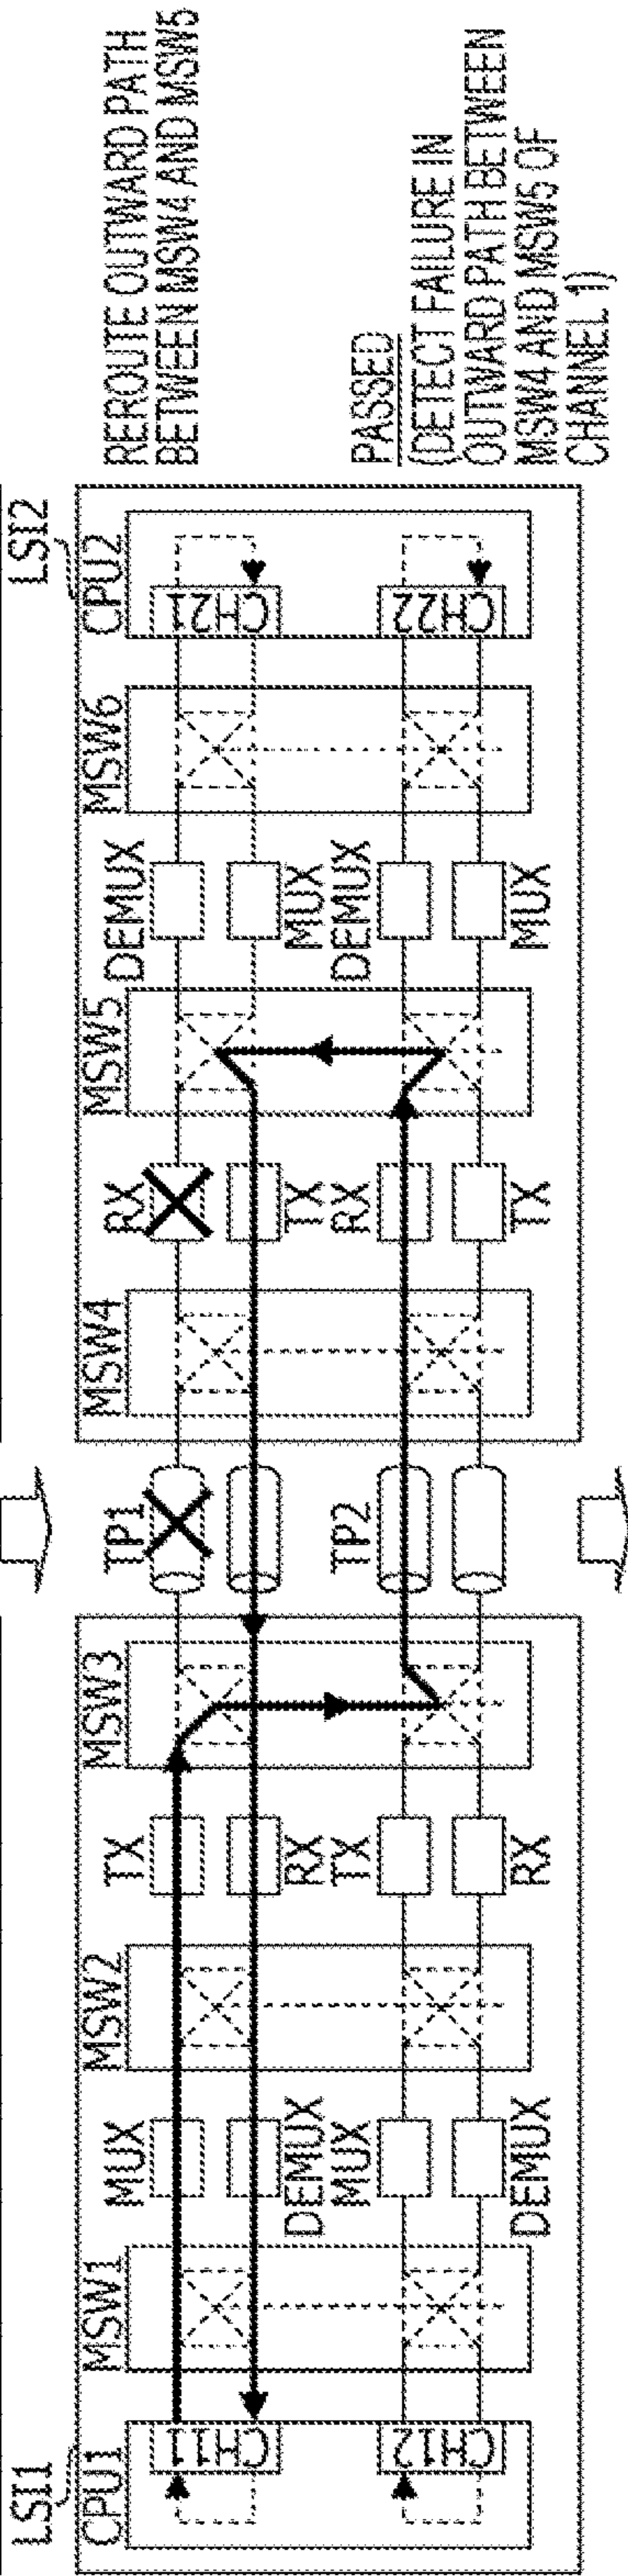 LSI1
CPU1
CH11
CH12
MSW1
MUX
DEMUX
MUX
DEMUX
MSW2
TX
RX
TX
RX
MSW3
TP1
TP2
LSI2
MSW4
RX
TX
RX
TX
MSW5
DEMUX
MUX
DEMUX
MUX
MSW6
CPU2
CH21
CH22
REROUTE OUTWARD PATH
BETWEEN MSW4 AND MSW5
PASSED
(DETECT FAILURE IN
OUTWARD PATH BETWEEN
MSW4 AND MSW5 OF
CHANNEL 1)